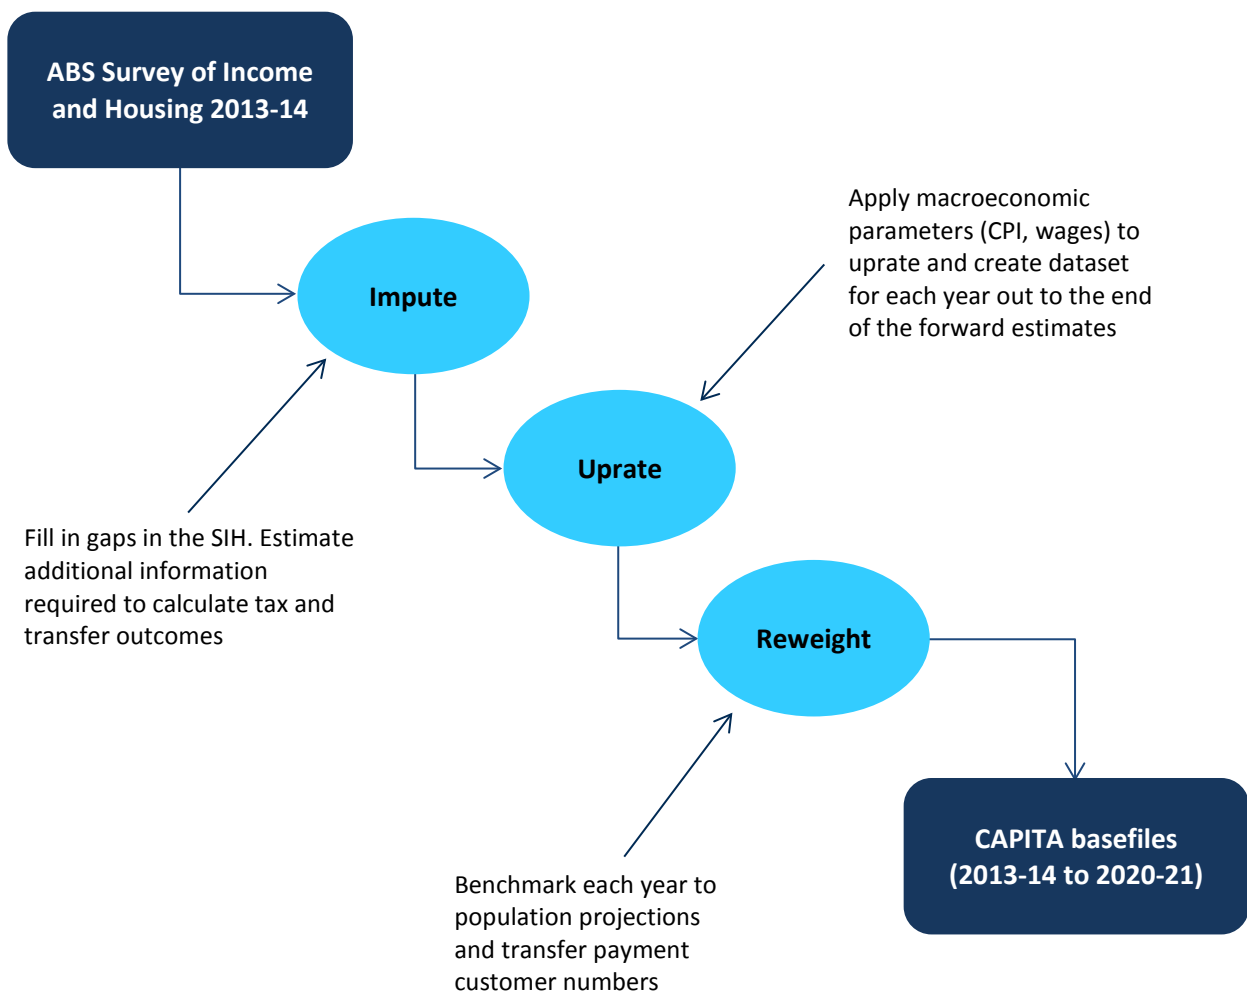 ABS Survey of Income
and Housing 2013-14
Apply macroeconomic
parameters (CPI, wages) to
uprate and create dataset
for each year out to the end
of the forward estimates
Impute
Uprate
Fill in gaps in the SIH. Estimate
additional information
required to calculate tax and
transfer outcomes
Reweight
CAPITA basefiles
(2013-14 to 2020-21)
Benchmark each year to
population projections
and transfer payment
customer numbers